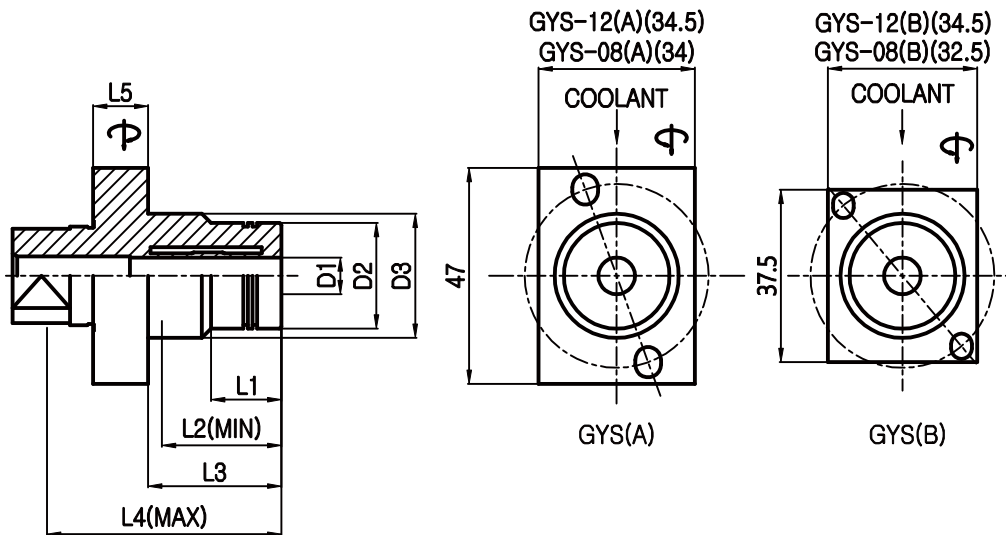 GYS-12(A)(34.5)
GYS-08(A)(34)
COOLANT
GYS-12(B)(34.5)
GYS-08(B)(32.5)
COOLANT
L5
D1
D2
D3
L1
L2(MIN)
L3
L4(MAX)
47
GYS(A)
37.5
GYS(B)